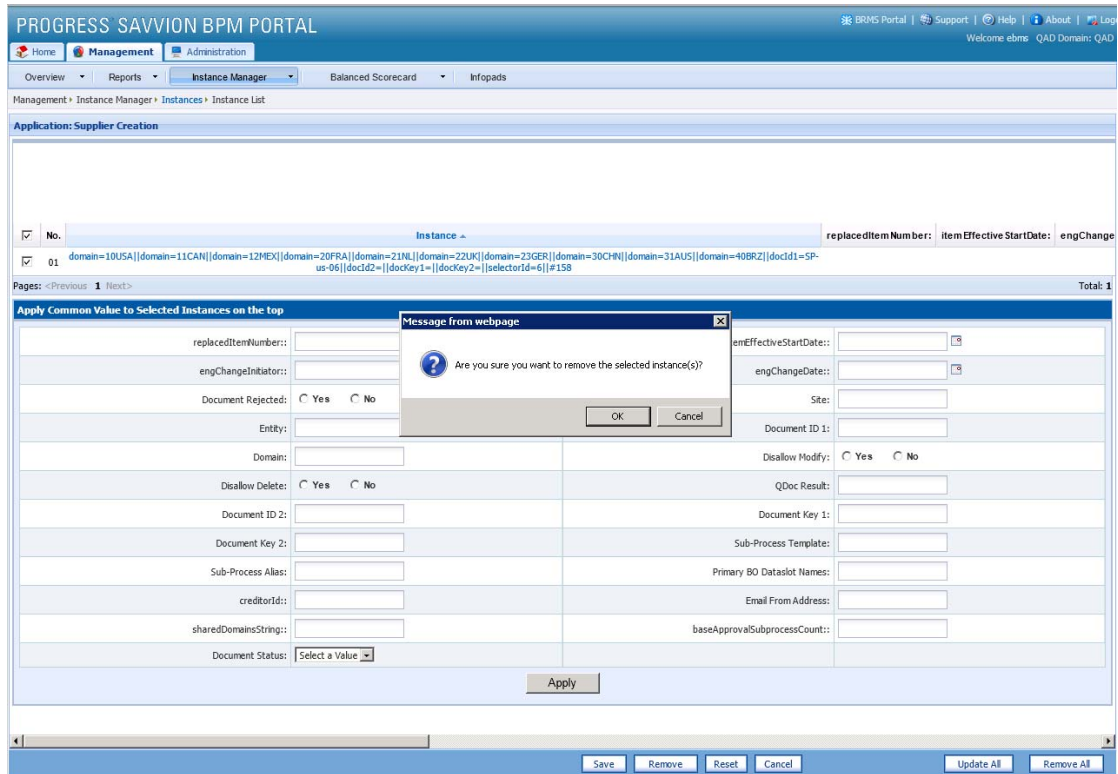 PROGRESS SAVVION BPM PORTAL
BRMS Portal | Support | Help | About | Log
Welcome ebms QAD Domain: QAD
Home Management Administration
Overview Reports Instance Manager Balanced Scorecard Infopads
Management Instance Manager Instances Instance List
Application: Supplier Creation
No. Instance replacedItemNumber: itemEffectiveStartDate: engChange
01 domain=10USA||domain=11CAN||domain=12MEX||domain=20FRA||domain=21NL||domain=22UK||domain=23GER||domain=30CHN||domain=31AUS||domain=40BRZ||docId1=SP-
us-06||docId2=||docKey1=||docKey2=||selectorId=6||#158
Pages: <Previous 1 Next> Total: 1
Apply Common Value to Selected Instances on the top
Message from webpage
Are you sure you want to remove the selected instance(s)?
OK Cancel
replacedItemNumber:: emEffectiveStartDate::
engChangeInitiator:: engChangeDate::
Document Rejected: Yes No Site:
Entity: Document ID 1:
Domain: Disallow Modify: Yes No
Disallow Delete: Yes No QDoc Result:
Document ID 2: Document Key 1:
Document Key 2: Sub-Process Template:
Sub-Process Alias: Primary BO Dataslot Names:
creditorId:: Email From Address:
sharedDomainsString:: baseApprovalSubprocessCount::
Document Status: Select a Value
Apply
Save Remove Reset Cancel Update All Remove All